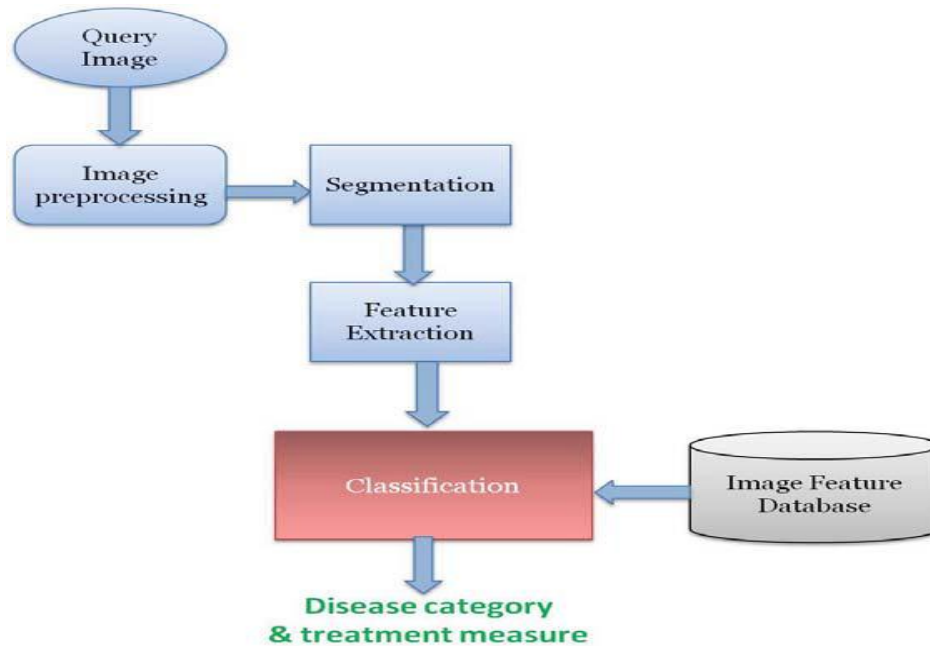 Query
Image
Image
preprocessing
Segmentation
Feature
Extraction
Classification
Image Feature
Database
Disease category
& treatment measure